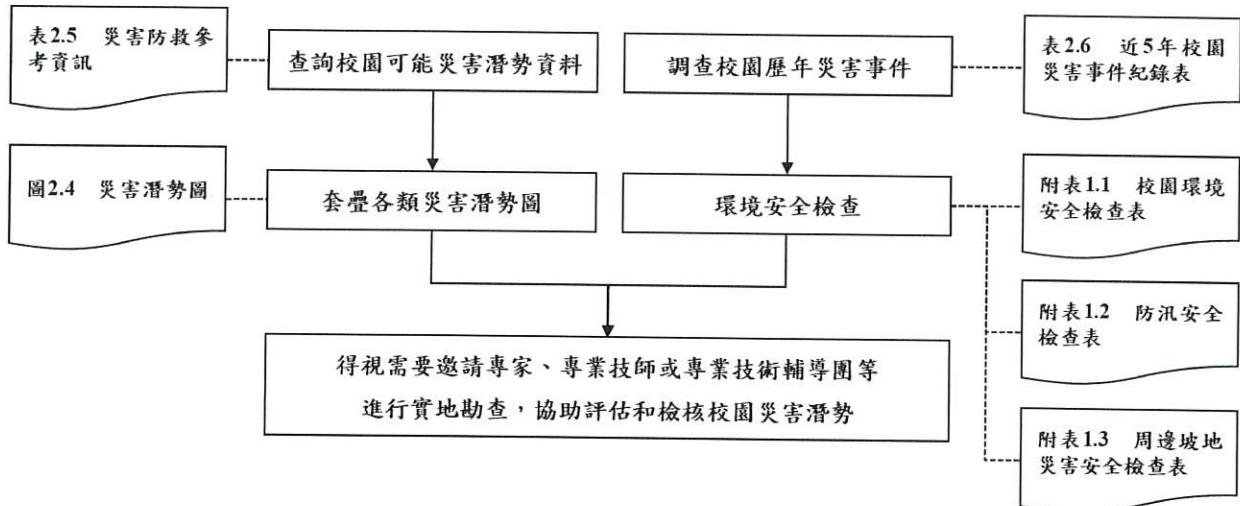 表2.5 災害防救參
考資訊
查詢校園可能災害潛勢資料
調查校園歷年災害事件
表2.6 近5年校園
災害事件紀錄表
圖2.4 災害潛勢圖
套疊各類災害潛勢圖
環境安全檢查
附表1.1 校園環境
安全檢查表
附表1.2 防汛安全
檢查表
得視需要邀請專家、專業技師或專業技術輔導團等
進行實地勘查,協助評估和檢核校園災害潛勢
附表1.3 周邊坡地
災害安全檢查表